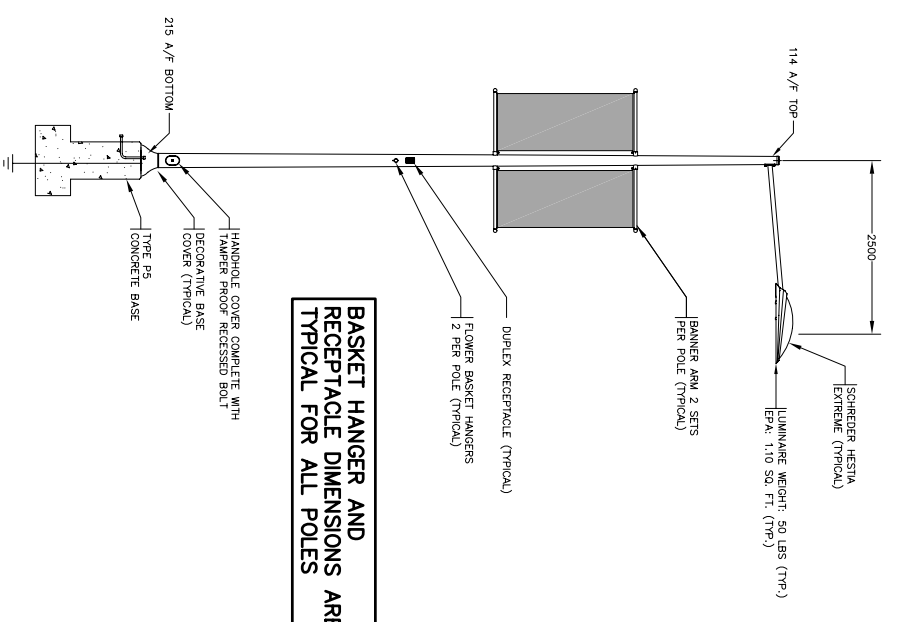 2500
114 A/F TOP
SCHREDER HESTIA
EXTREME (TYPICAL)
LUMINAIRE WEIGHT: 50 LBS (TYP.)
EPA: 1.10 SQ. FT. (TYP.)
BANNER ARM 2 SETS
PER POLE (TYPICAL)
DUPLEX RECEPTACLE (TYPICAL)
FLOWER BASKET HANGERS
2 PER POLE (TYPICAL)
BASKET HANGER AND
RECEPTACLE DIMENSIONS ARE
TYPICAL FOR ALL POLES
HANDHOLE COVER COMPLETE WITH
TAMPER PROOF RECESSED BOLT
DECORATIVE BASE
COVER (TYPICAL)
215 A/F BOTTOM
TYPE P5
CONCRETE BASE